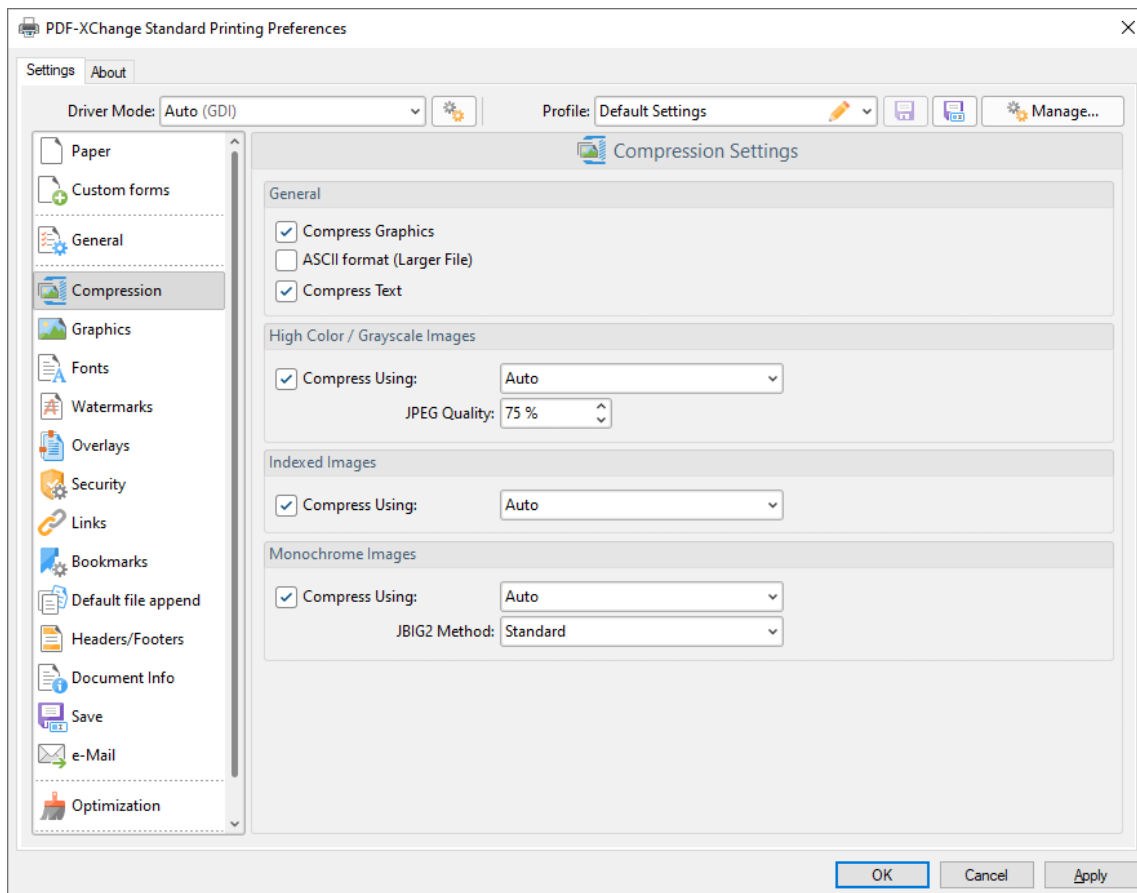 PDF-XChange Standard Printing Preferences
Settings About
Driver Mode: Auto (GDI) Profile: Default Settings Manage...
Paper
Custom forms
General
Compression
Graphics
Fonts
Watermarks
Overlays
Security
Links
Bookmarks
Default file append
Headers/Footers
Document Info
Save
e-Mail
Optimization
Compression Settings
General
Compress Graphics
ASCII format (Larger File)
Compress Text
High Color / Grayscale Images
Compress Using: Auto
JPEG Quality: 75 %
Indexed Images
Compress Using: Auto
Monochrome Images
Compress Using: Auto
JBIG2 Method: Standard
OK Cancel Apply